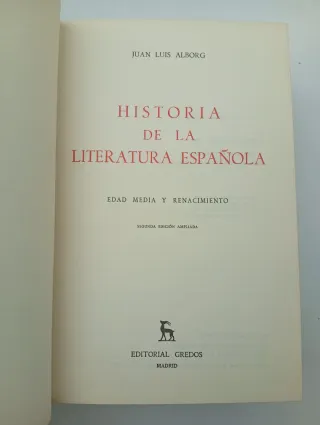 JUAN LUIS ALBORG
HISTORIA
DE LA
LITERATURA ESPAÑOLA
EDAD MEDIA Y RENACIMIENTO
SEGUNDA EDICIÓN AMPLIADA
EDITORIAL GREDOS
MADRID